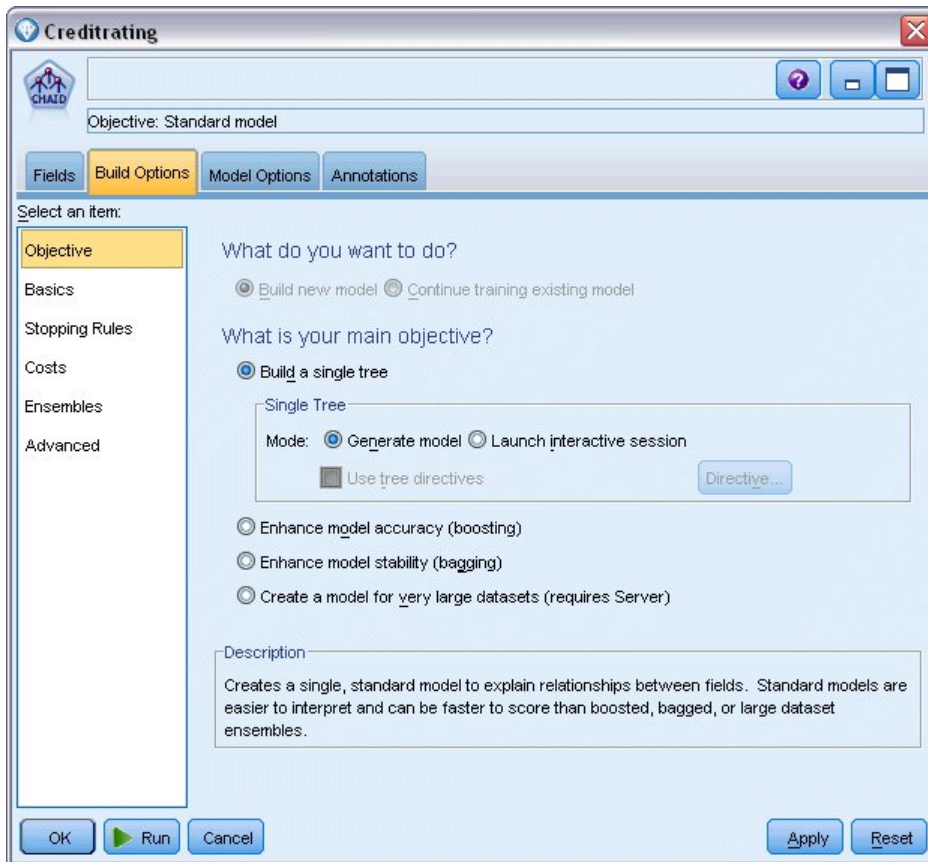 Creditrating
CHAID
Objective: Standard model
Fields Build Options Model Options Annotations
Select an item:
Objective
Basics
Stopping Rules
Costs
Ensembles
Advanced
What do you want to do?
Build new model Continue training existing model
What is your main objective?
Build a single tree
Single Tree
Mode: Generate model Launch interactive session
Use tree directives Directive...
Enhance model accuracy (boosting)
Enhance model stability (bagging)
Create a model for very large datasets (requires Server)
Description
Creates a single, standard model to explain relationships between fields. Standard models are
easier to interpret and can be faster to score than boosted, bagged, or large dataset
ensembles.
OK Run Cancel Apply Reset